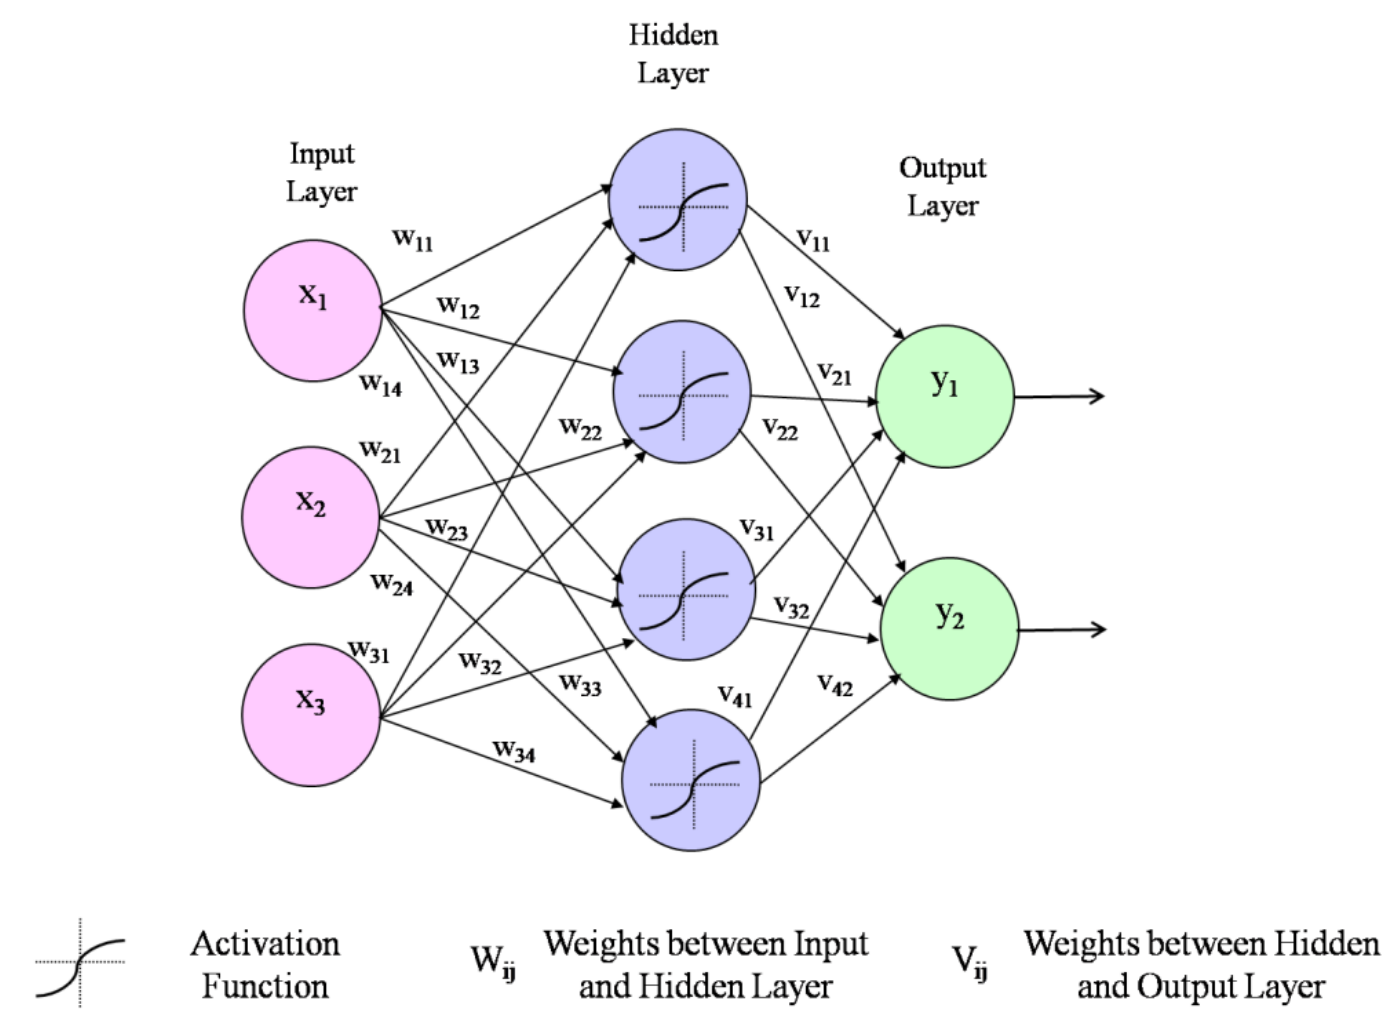 Hidden
Layer
Input
Layer
Output
Layer
x1
x2
x3
w11
w12
w13
w14
w21
w22
w23
w24
w31
w32
w33
w34
v11
v12
v21
v22
v31
v32
v41
v42
y1
y2
Activation
Function
Wij
Weights between Input
and Hidden Layer
Vij
Weights between Hidden
and Output Layer